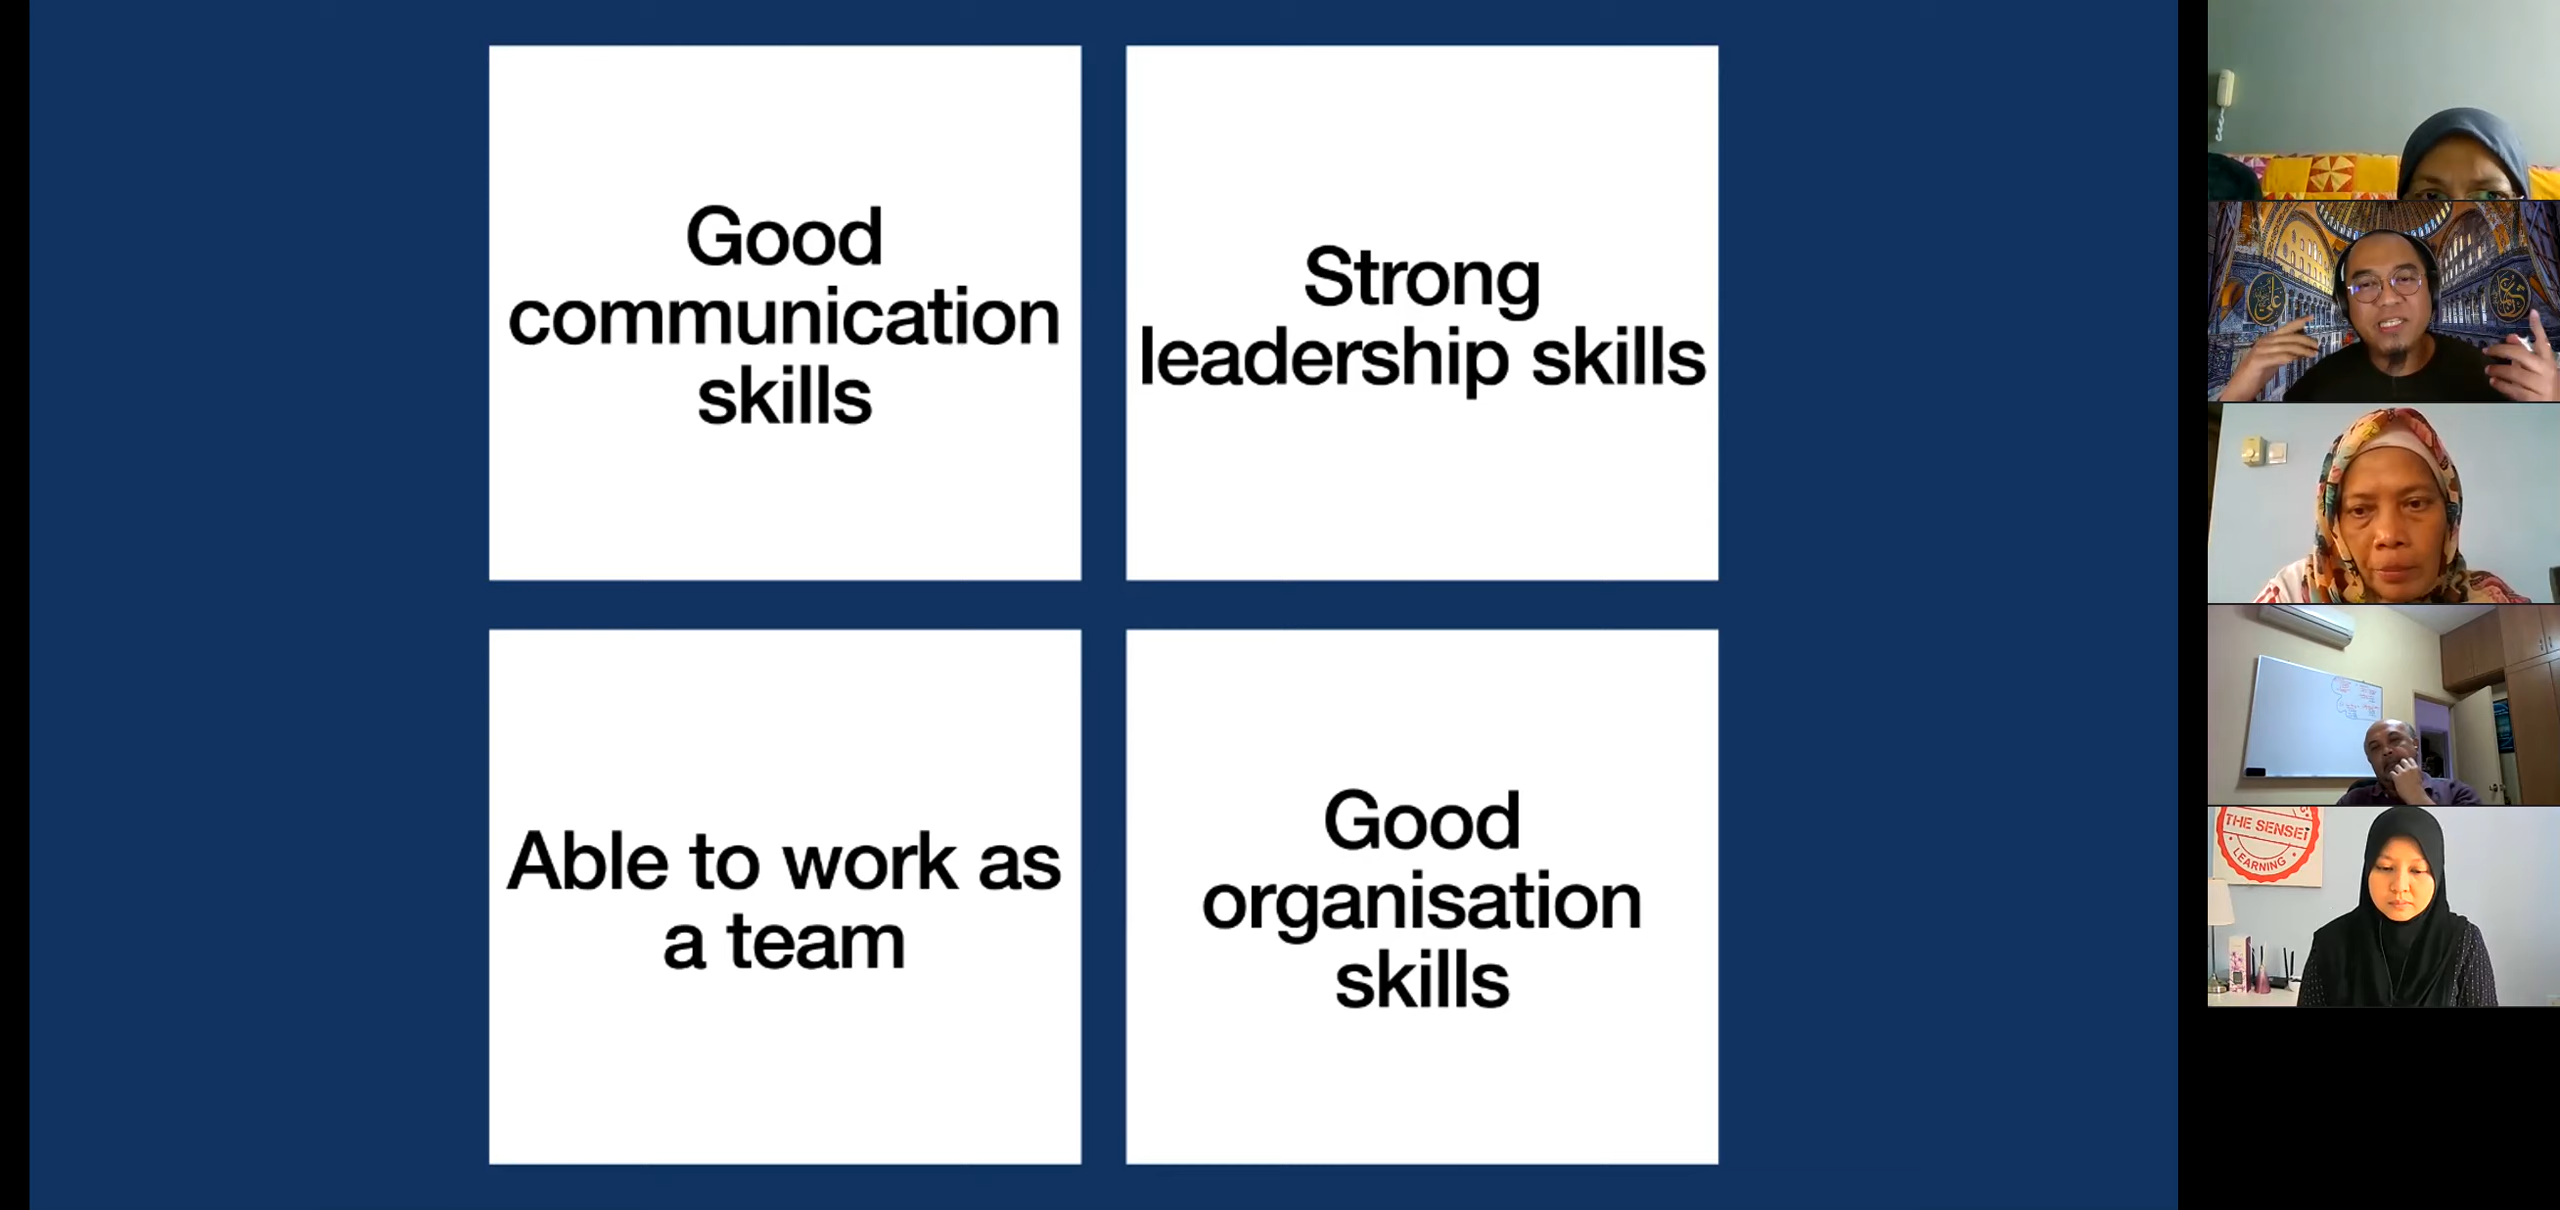 Good
communication
skills
Strong
leadership skills
Able to work as
a team
Good
organisation
skills
THE SENSEI
LEARNING